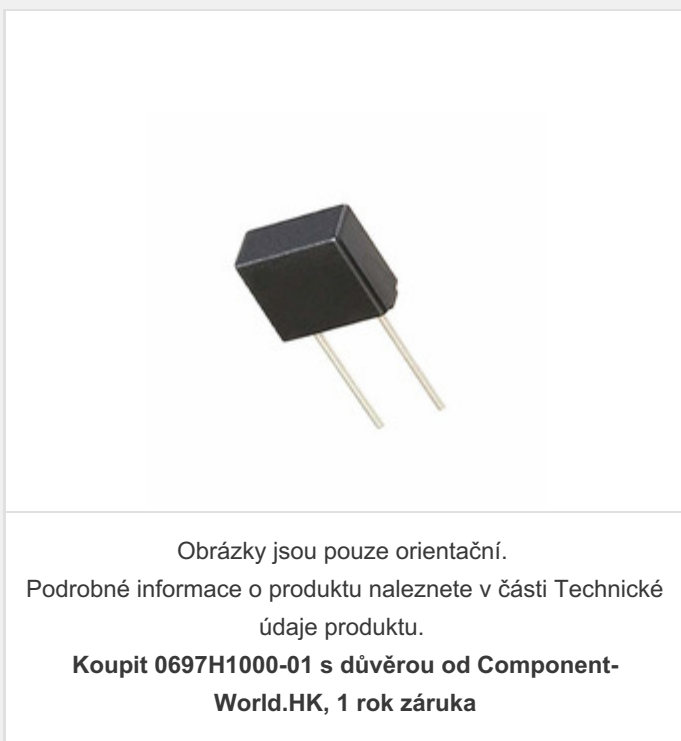 Obrázky jsou pouze orientační.
Podrobné informace o produktu naleznete v části Technické
údaje produktu.
Koupit 0697H1000-01 s důvěrou od Component-
World.HK, 1 rok záruka